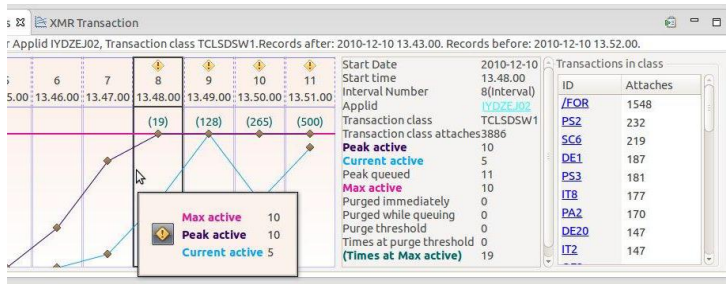 XMR Transaction
r Applid IYDZEJ02, Transaction class TCLSDSW1.Records after: 2010-12-10 13.43.00. Records before: 2010-12-10 13.52.00.
6 7 8 9 10 11
5.00 13.46.00 13.47.00 13.48.00 13.49.00 13.50.00 13.51.00
(19) (128) (265) (500)
Max active 10
Peak active 10
Current active 5
Start Date 2010-12-10
Start time 13.48.00
Interval Number 8(Interval)
Applid IYDZEJ02
Transaction class TCLSDSW1
Transaction class attaches3886
Peak active 10
Current active 5
Peak queued 11
Max active 10
Purged immediately 0
Purged while queuing 0
Purge threshold 0
Times at purge threshold 0
(Times at Max active) 19
Transactions in class
ID Attaches
/FOR 1548
PS2 232
SC6 219
DE1 187
PS3 181
IT8 177
PA2 170
DE20 147
IT2 147